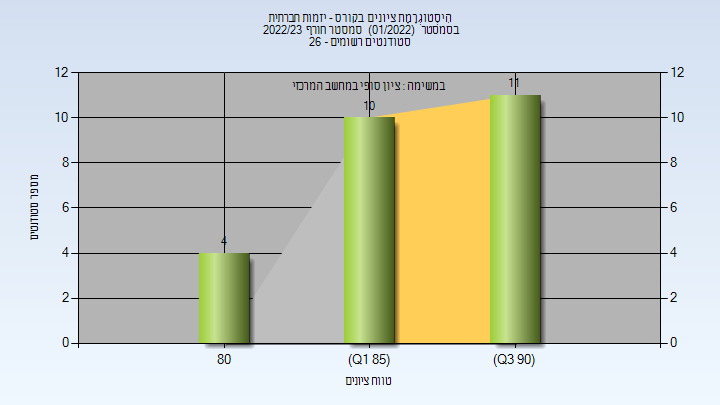 היסטוגרמת ציונים בקורס - יזמות חברתית
בסמסטר (01/2022) סמסטר חורף 2022/23
סטודנטים רשומים - 26
במשימה : ציון סופי במחשב המרכזי
12
10
8
6
4
2
0
12
10
8
6
4
2
0
מספר סטודנטים
4
10
11
80
(Q1 85)
(Q3 90)
טווח ציונים